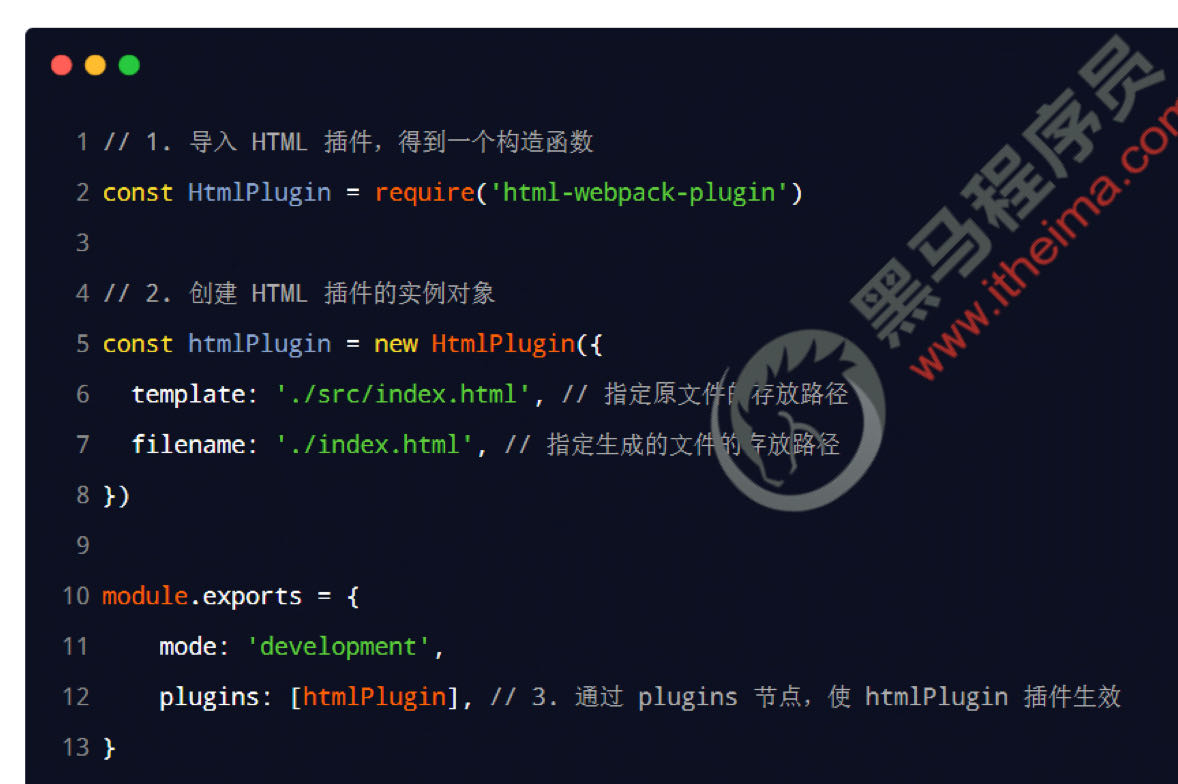 1 // 1. 导入 HTML 插件，得到一个构造函数
2 const HtmlPlugin = require('html-webpack-plugin')
3
4 // 2. 创建 HTML 插件的实例对象
5 const htmlPlugin = new HtmlPlugin({
6   template: './src/index.html', // 指定原文件的存放路径
7   filename: './index.html', // 指定生成的文件的存放路径
8 })
9
10 module.exports = {
11     mode: 'development',
12     plugins: [htmlPlugin], // 3. 通过 plugins 节点，使 htmlPlugin 插件生效
13 }
黑马程序员
www.itheima.com